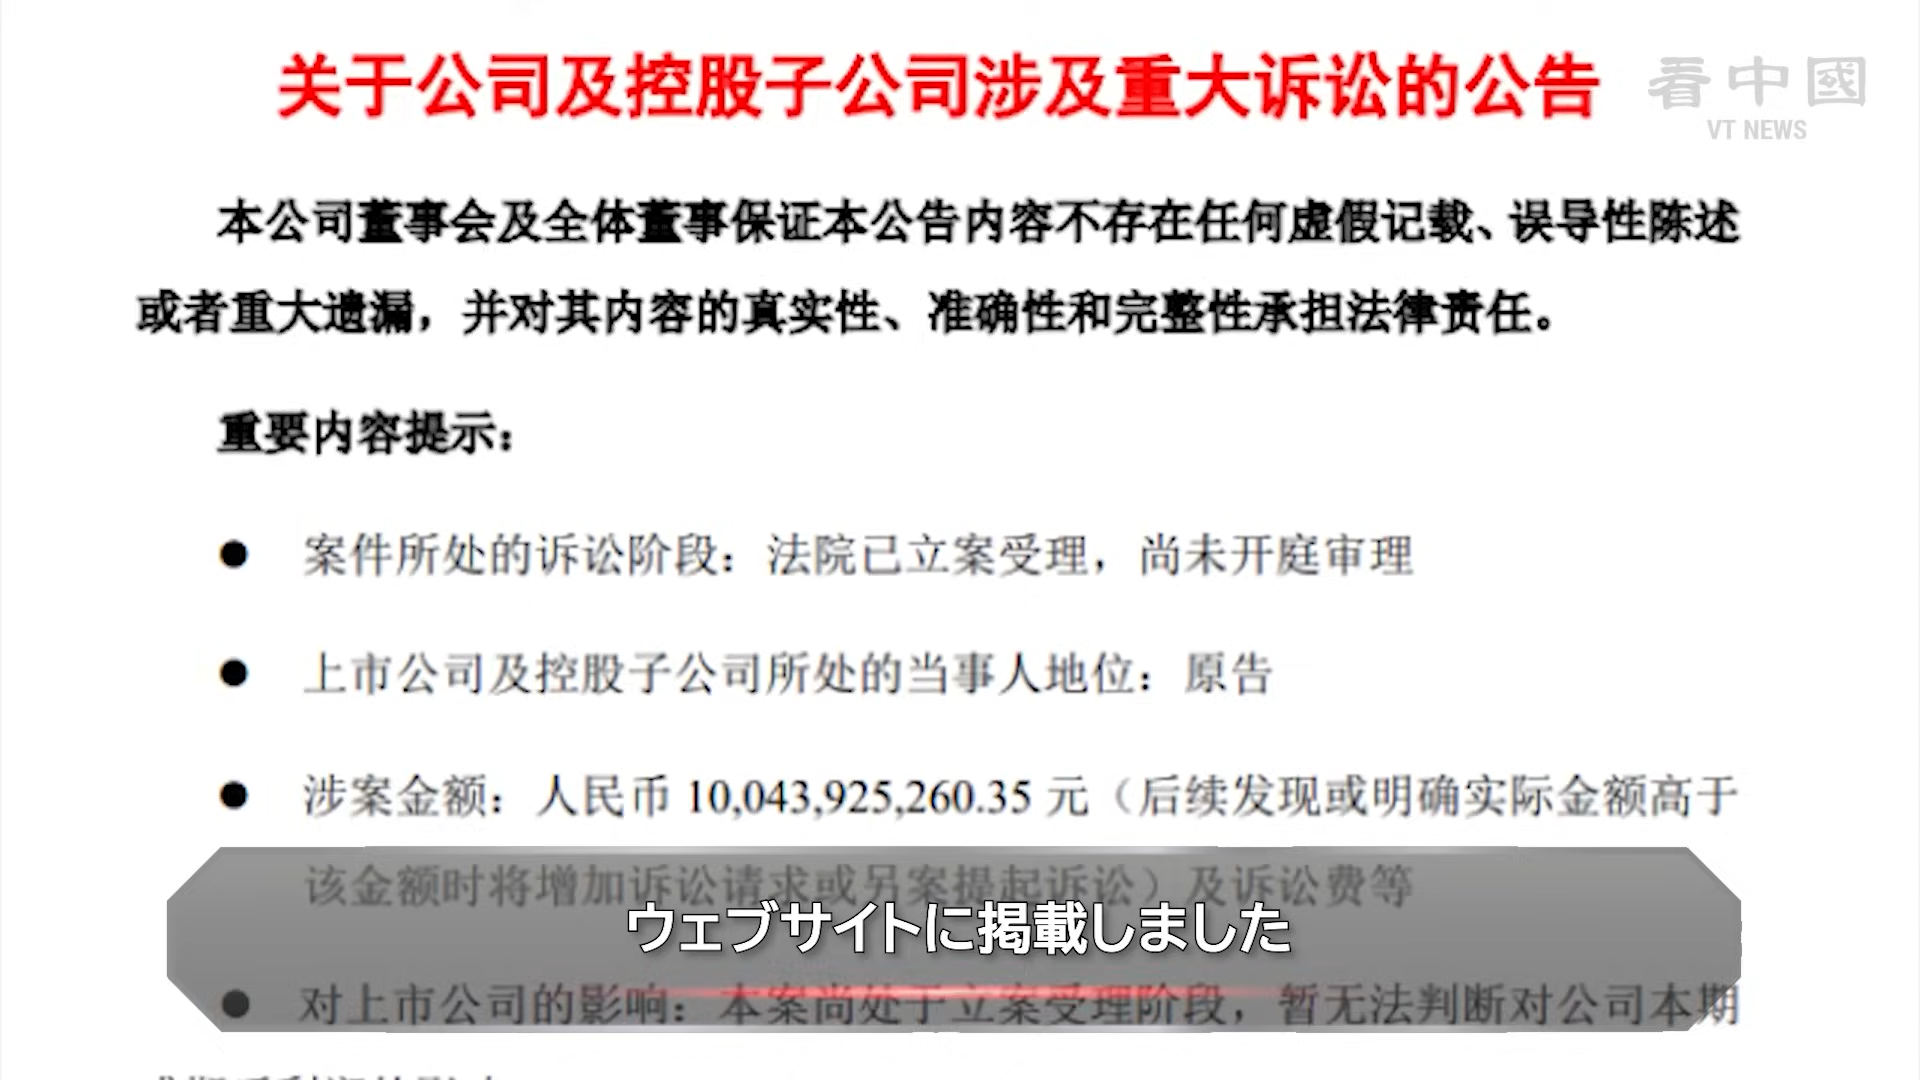 关于公司及控股子公司涉及重大诉讼的公告
看中國
VT NEWS
本公司董事会及全体董事保证本公告内容不存在任何虚假记载、误导性陈述
或者重大遗漏，并对其内容的真实性、准确性和完整性承担法律责任。
重要内容提示：
● 案件所处的诉讼阶段：法院已立案受理，尚未开庭审理
● 上市公司及控股子公司所处的当事人地位：原告
● 涉案金额：人民币 10,043,925,260.35 元（后续发现或明确实际金额高于
该金额时将增加诉讼请求或另案提起诉讼）及诉讼费等
ウェブサイトに掲載しました
● 对上市公司的影响：本案尚处于立案受理阶段，暂无法判断对公司本期